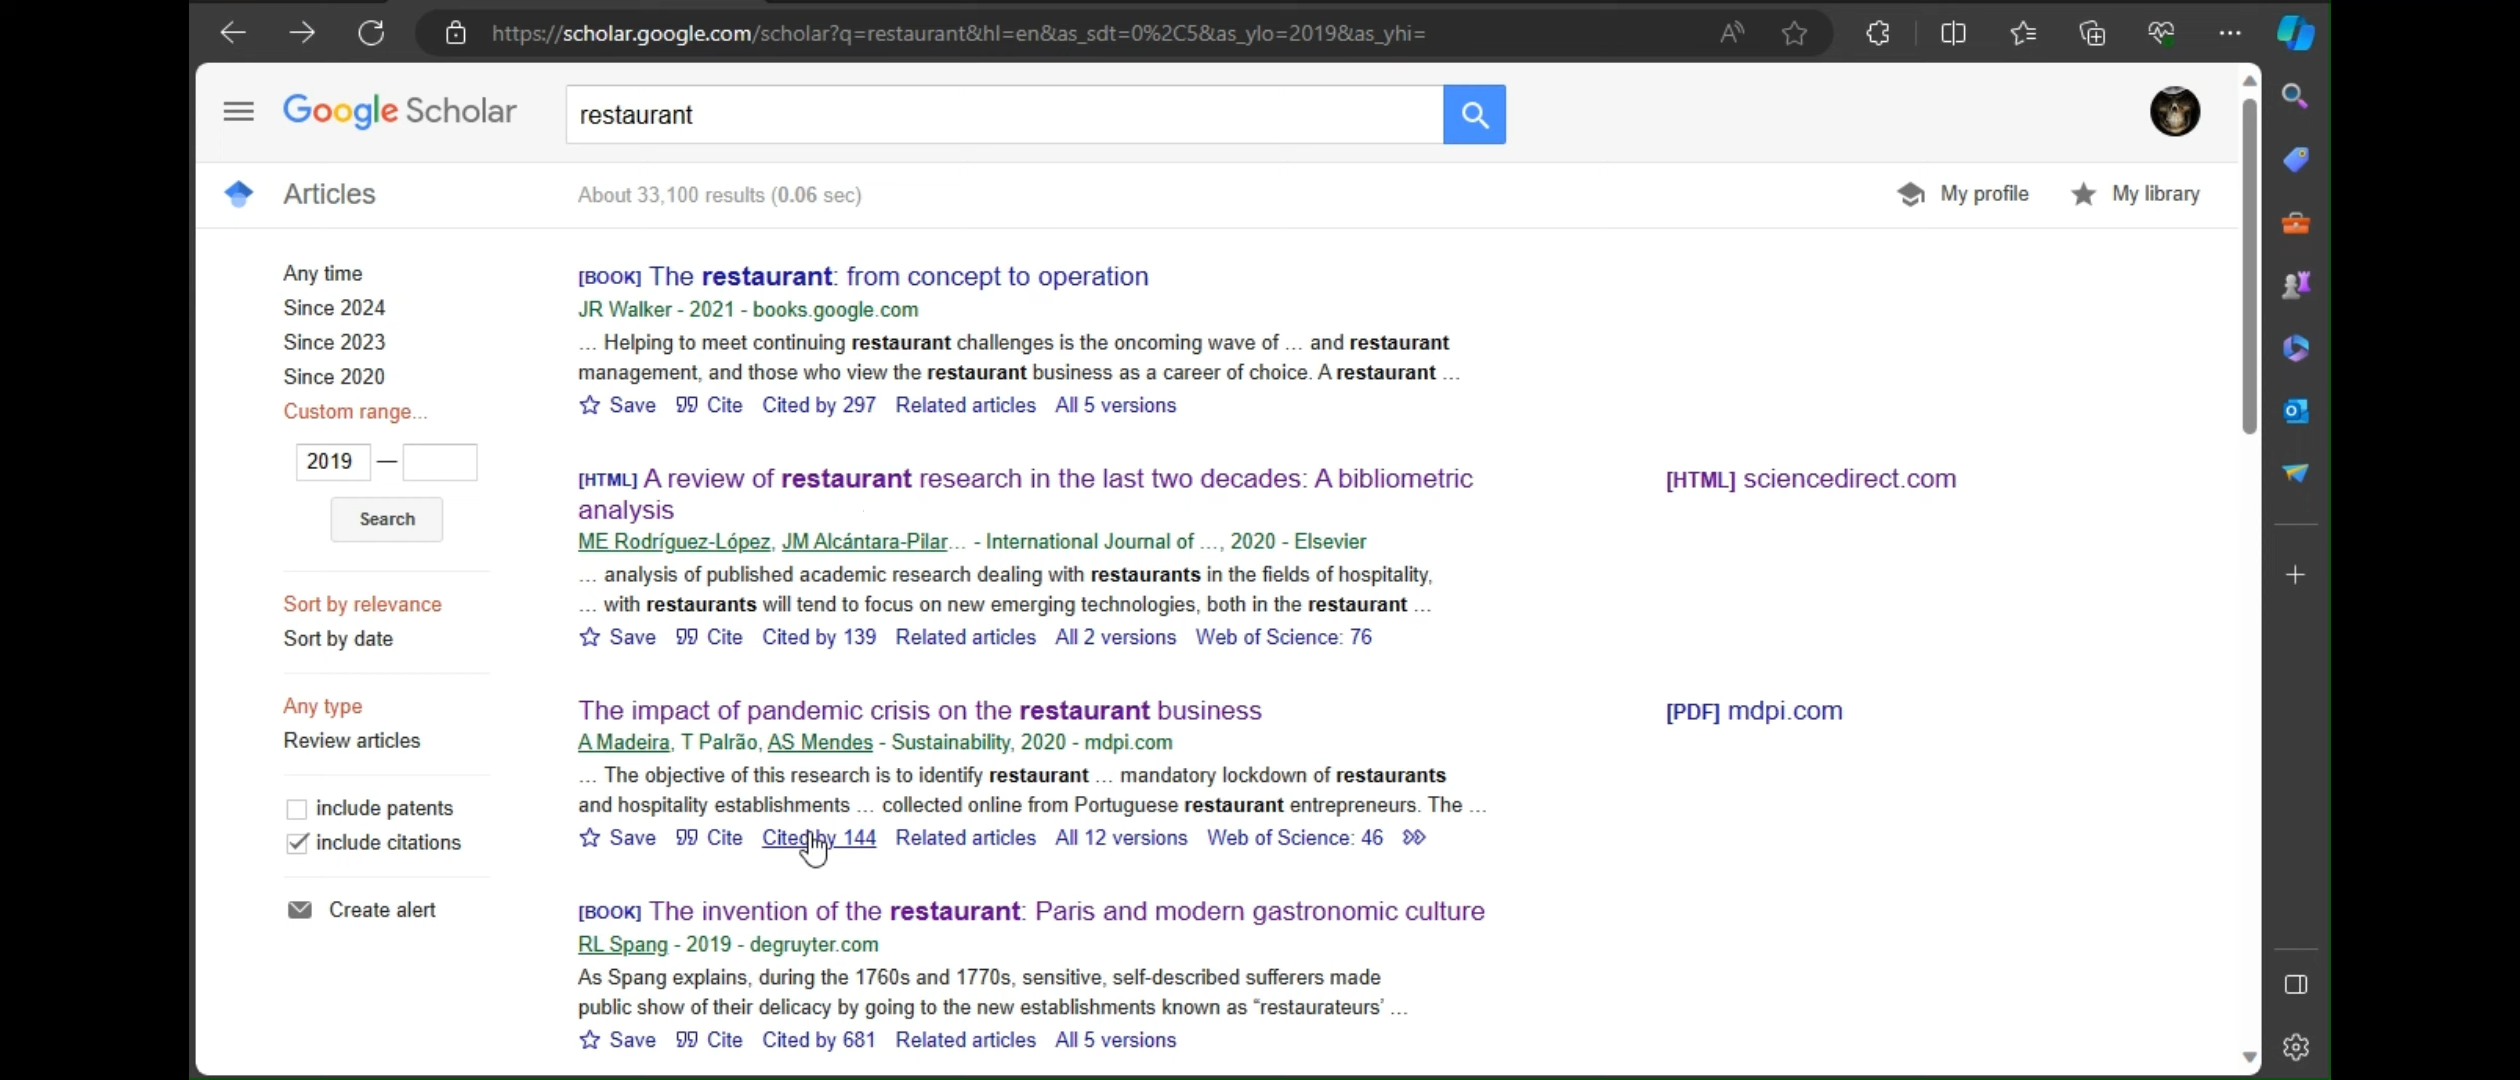 https://scholar.google.com/scholar?q=restaurant&hl=en&as_sdt=0%2C5&as_ylo=2019&as_yhi=
Google Scholar
restaurant
Articles
About 33,100 results (0.06 sec)
My profile
My library
Any time
Since 2024
Since 2023
Since 2020
Custom range...
2019 —
Search
Sort by relevance
Sort by date
Any type
Review articles
include patents
include citations
Create alert
[BOOK] The restaurant: from concept to operation
JR Walker - 2021 - books.google.com
... Helping to meet continuing restaurant challenges is the oncoming wave of ... and restaurant
management, and those who view the restaurant business as a career of choice. A restaurant ...
Save Cite Cited by 297 Related articles All 5 versions
[HTML] A review of restaurant research in the last two decades: A bibliometric
analysis
[HTML] sciencedirect.com
ME Rodríguez-López, JM Alcántara-Pilar... - International Journal of ..., 2020 - Elsevier
... analysis of published academic research dealing with restaurants in the fields of hospitality,
... with restaurants will tend to focus on new emerging technologies, both in the restaurant ...
Save Cite Cited by 139 Related articles All 2 versions Web of Science: 76
The impact of pandemic crisis on the restaurant business
[PDF] mdpi.com
A Madeira, T Palrão, AS Mendes - Sustainability, 2020 - mdpi.com
... The objective of this research is to identify restaurant ... mandatory lockdown of restaurants
and hospitality establishments ... collected online from Portuguese restaurant entrepreneurs. The ...
Save Cite Cited by 144 Related articles All 12 versions Web of Science: 46
[BOOK] The invention of the restaurant: Paris and modern gastronomic culture
RL Spang - 2019 - degruyter.com
As Spang explains, during the 1760s and 1770s, sensitive, self-described sufferers made
public show of their delicacy by going to the new establishments known as “restaurateurs’ ...
Save Cite Cited by 681 Related articles All 5 versions